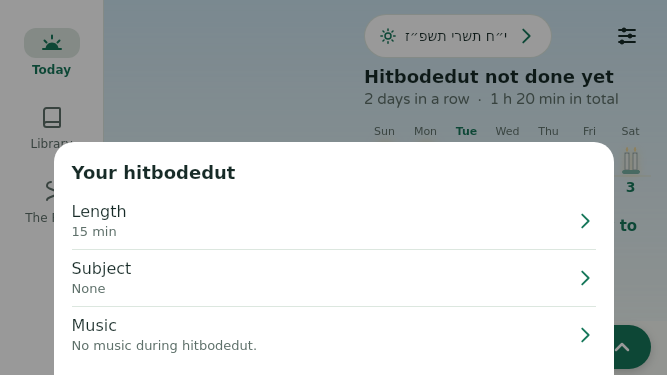 Today
Library
י״ח תשרי תשפ״ז
Hitbodedut not done yet
2 days in a row · 1 h 20 min in total
Sun Mon Tue Wed Thu Fri Sat
3
to
Your hitbodedut
Length
15 min
Subject
None
Music
No music during hitbodedut.